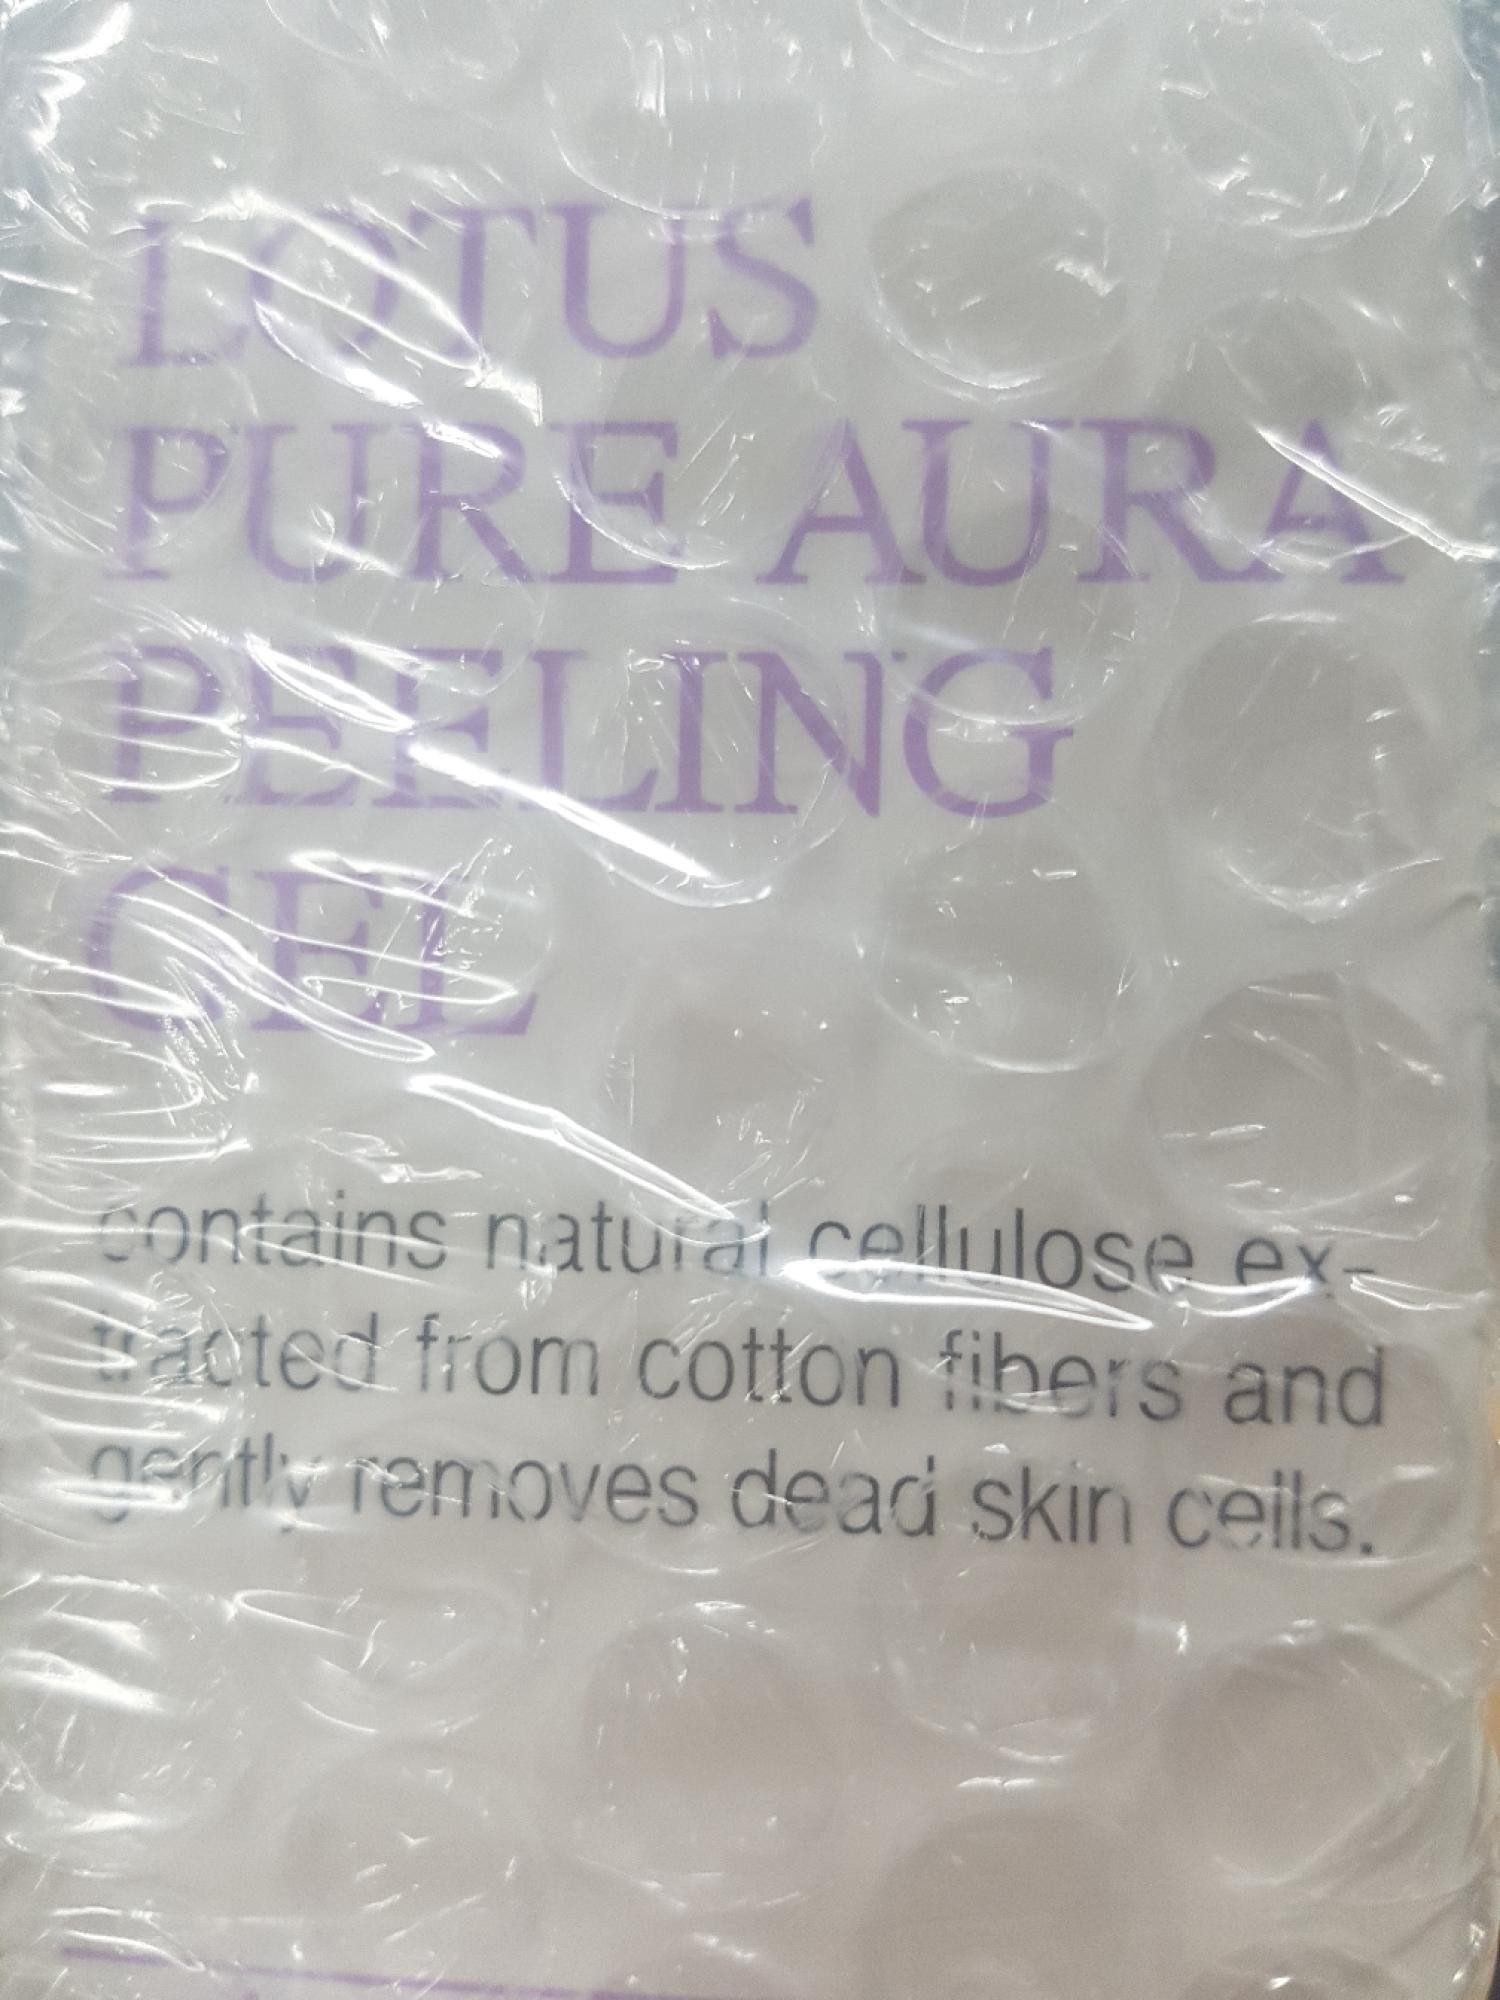 LOTUS
PURE AURA
PEELING
GEL
contains natural cellulose ex-
tracted from cotton fibers and
gently removes dead skin cells.